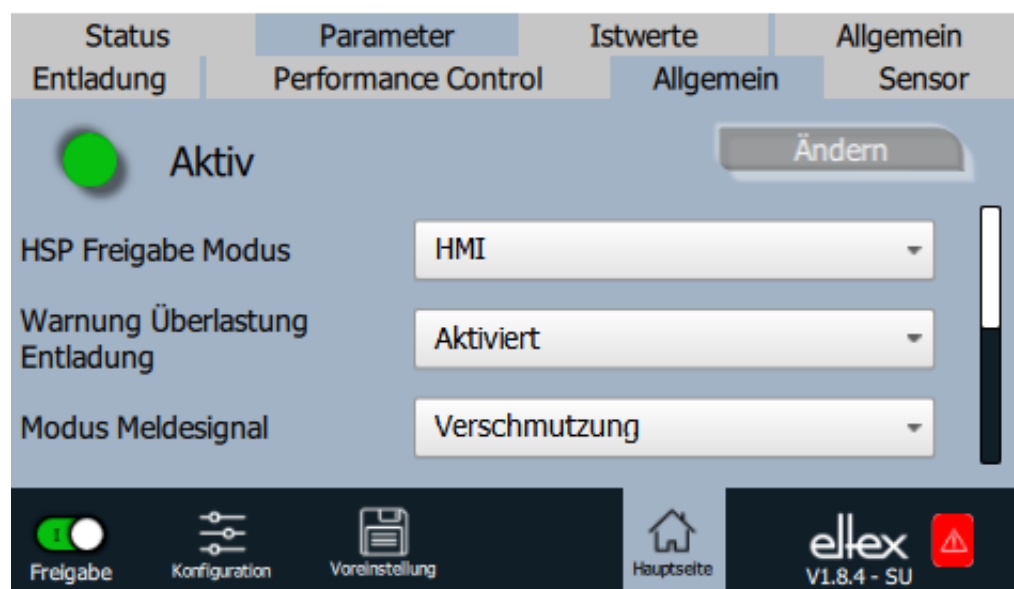 Status Parameter Istwerte Allgemein
Entladung Performance Control Allgemein Sensor
Aktiv Ändern
HSP Freigabe Modus HMI
Warnung Überlastung
Entladung Aktiviert
Modus Meldesignal Verschmutzung
I
Freigabe Konfiguration Voreinstellung Hauptseite
eltex
V1.8.4 - SU